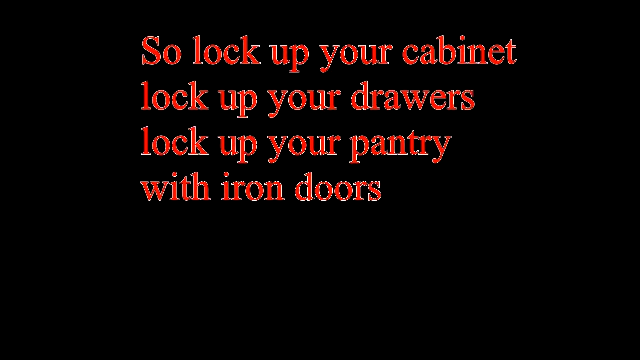 So lock up your cabinet
lock up your drawers
lock up your pantry
with iron doors